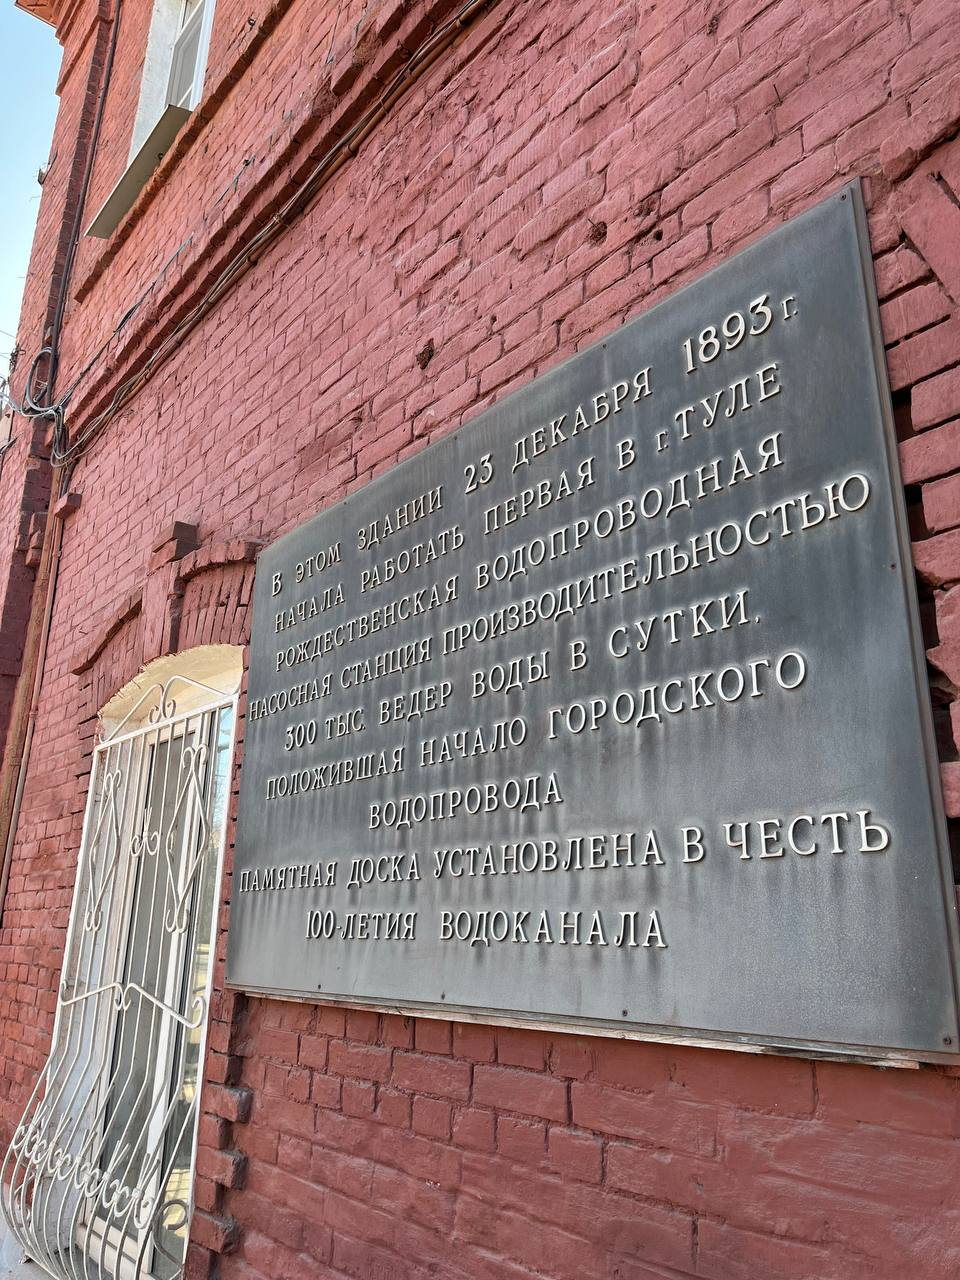 В ЭТОМ ЗДАНИИ 23 ДЕКАБРЯ 1893 г.
НАЧАЛА РАБОТАТЬ ПЕРВАЯ В г. ТУЛЕ
РОЖДЕСТВЕНСКАЯ ВОДОПРОВОДНАЯ
НАСОСНАЯ СТАНЦИЯ ПРОИЗВОДИТЕЛЬНОСТЬЮ
300 ТЫС. ВЕДЕР ВОДЫ В СУТКИ.
ПОЛОЖИВШАЯ НАЧАЛО ГОРОДСКОГО
ВОДОПРОВОДА
ПАМЯТНАЯ ДОСКА УСТАНОВЛЕНА В ЧЕСТЬ
100-ЛЕТИЯ ВОДОКАНАЛА